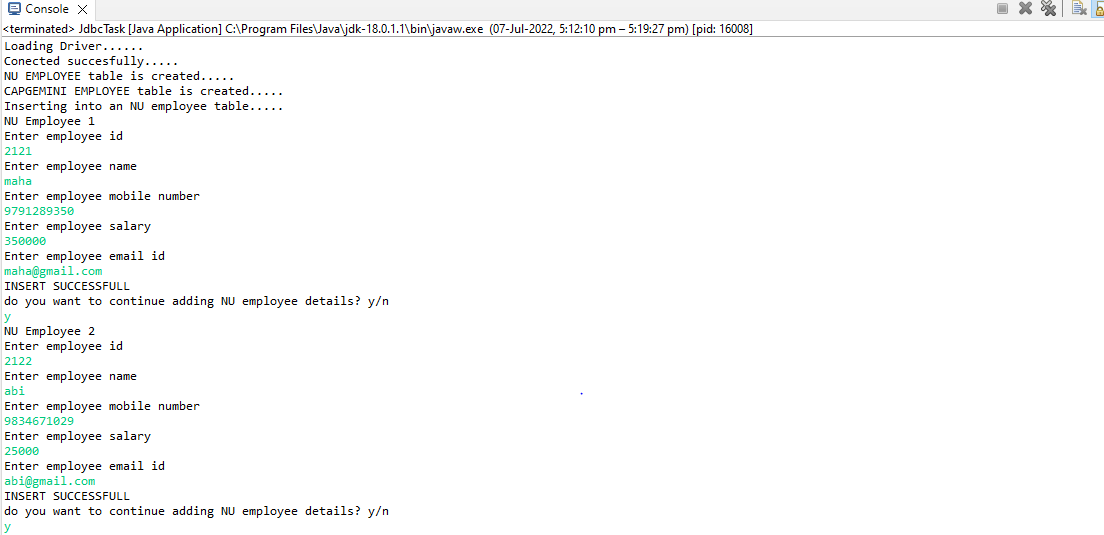 Console
<terminated> JdbcTask [Java Application] C:\Program Files\Java\jdk-18.0.1.1\bin\javaw.exe (07-Jul-2022, 5:12:10 pm – 5:19:27 pm) [pid: 16008]
Loading Driver......
Conected succesfully.....
NU EMPLOYEE table is created.....
CAPGEMINI EMPLOYEE table is created.....
Inserting into an NU employee table.....
NU Employee 1
Enter employee id
2121
Enter employee name
maha
Enter employee mobile number
9791289350
Enter employee salary
350000
Enter employee email id
maha@gmail.com
INSERT SUCCESSFULL
do you want to continue adding NU employee details? y/n
y
NU Employee 2
Enter employee id
2122
Enter employee name
abi
Enter employee mobile number
9834671029
Enter employee salary
25000
Enter employee email id
abi@gmail.com
INSERT SUCCESSFULL
do you want to continue adding NU employee details? y/n
y